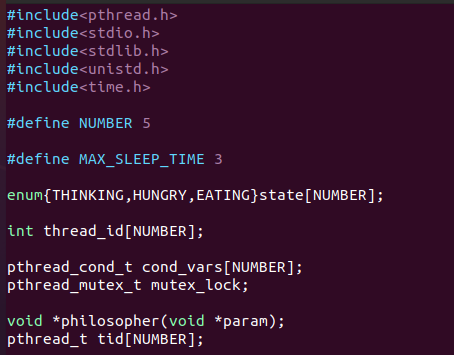 #include<pthread.h>
#include<stdio.h>
#include<stdlib.h>
#include<unistd.h>
#include<time.h>
#define NUMBER 5
#define MAX_SLEEP_TIME 3
enum{THINKING,HUNGRY,EATING}state[NUMBER];
int thread_id[NUMBER];
pthread_cond_t cond_vars[NUMBER];
pthread_mutex_t mutex_lock;
void *philosopher(void *param);
pthread_t tid[NUMBER];